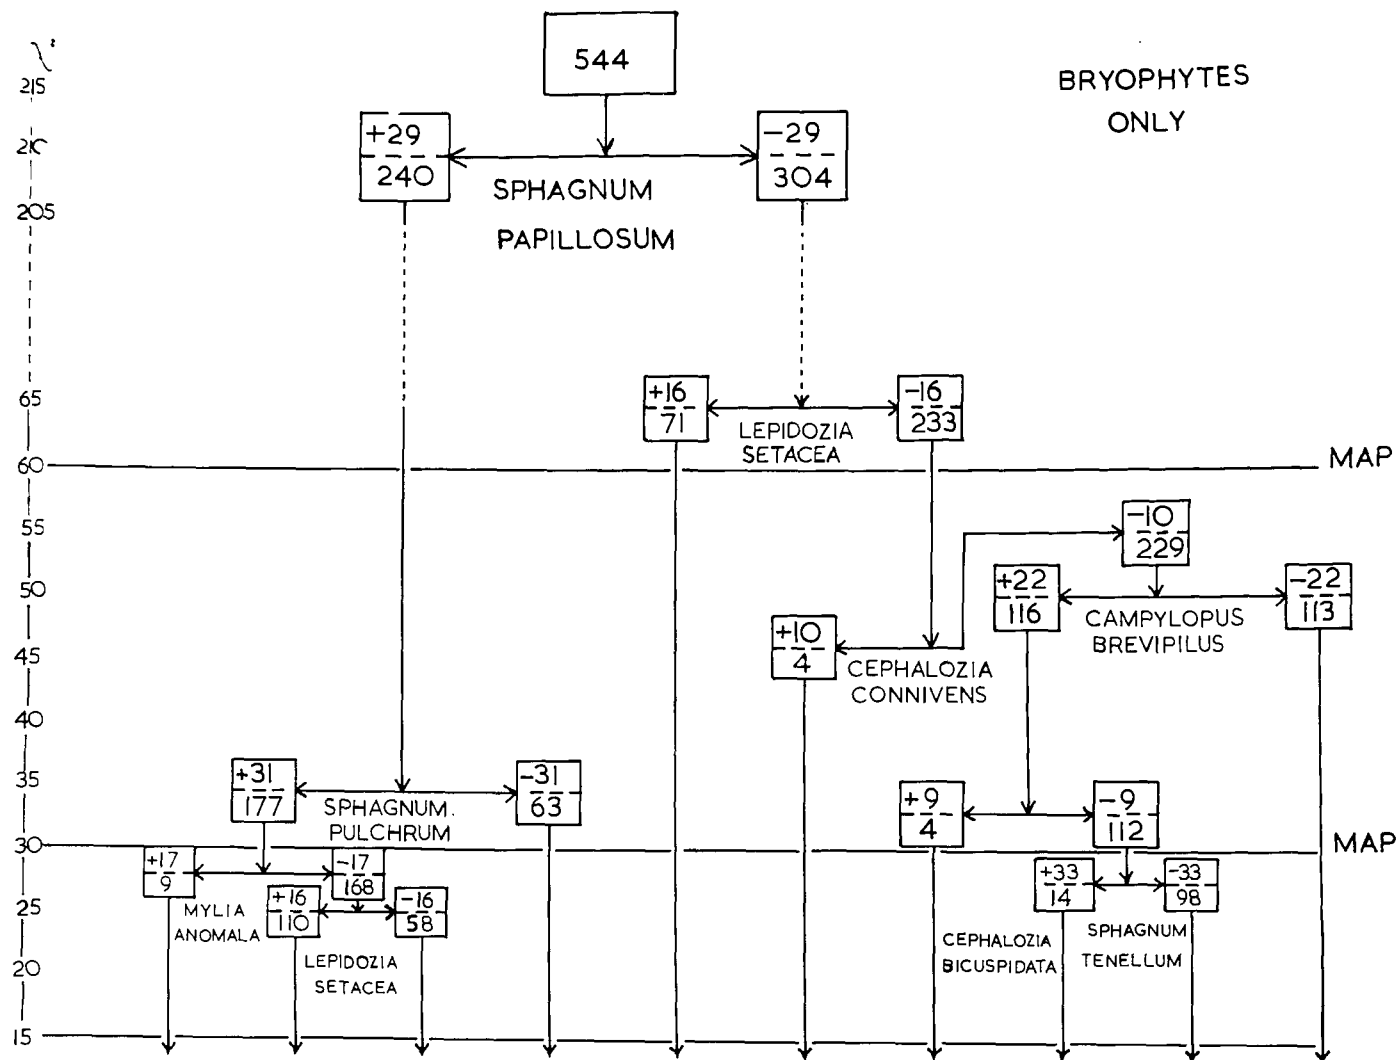 χ²
215
544
BRYOPHYTES
ONLY
+29
240
-29
304
210
SPHAGNUM
PAPILLOSUM
205
65
+16
71
-16
233
LEPIDOZIA
SETACEA
60
MAP
55
-10
229
50
+22
116
-22
113
CAMPYLOPUS
BREVIPILUS
45
+10
4
CEPHALOZIA
CONNIVENS
40
35
+31
177
-31
63
SPHAGNUM.
PULCHRUM
+9
4
-9
112
30
MAP
+17
9
-17
168
+33
14
-33
98
25
MYLIA
ANOMALA
+16
110
-16
58
CEPHALOZIA
BICUSPIDATA
SPHAGNUM
TENELLUM
20
LEPIDOZIA
SETACEA
15